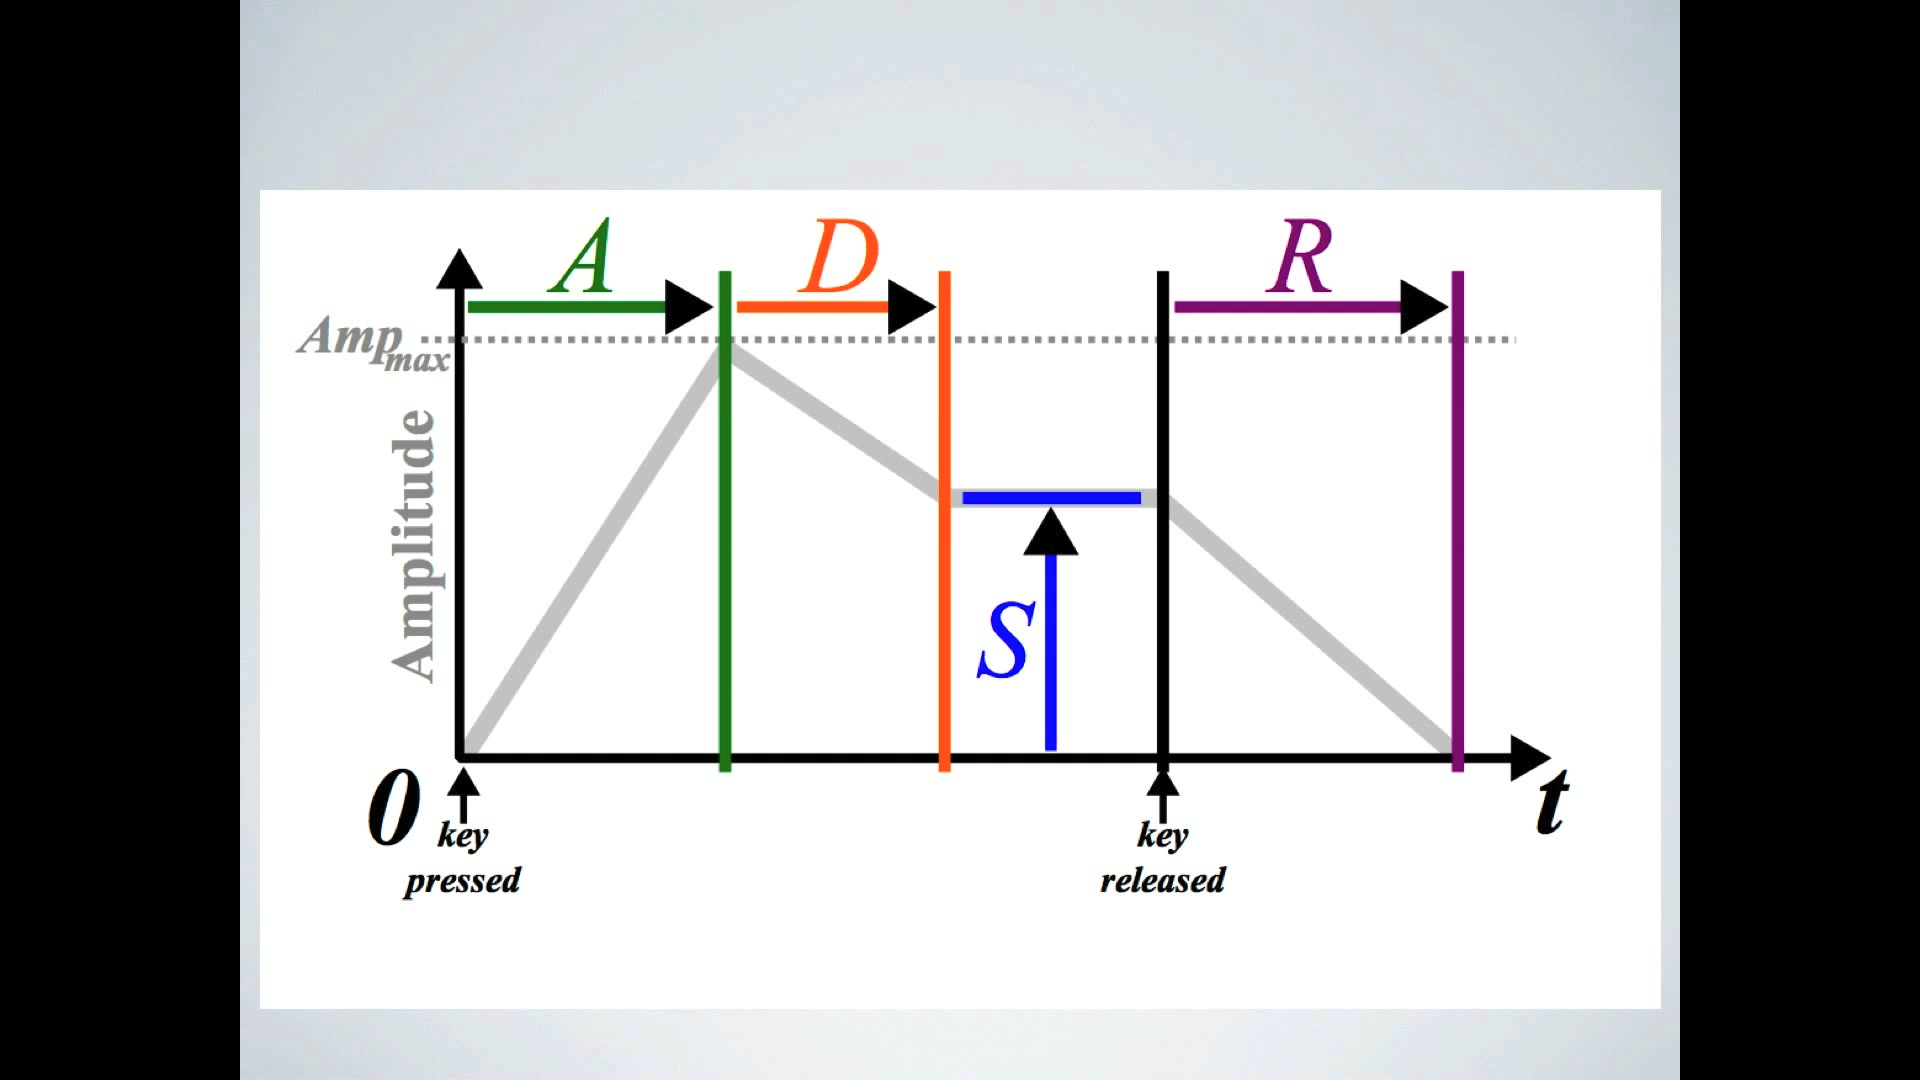 A D R
Amp max
Amplitude
S
0 t
key key
pressed released